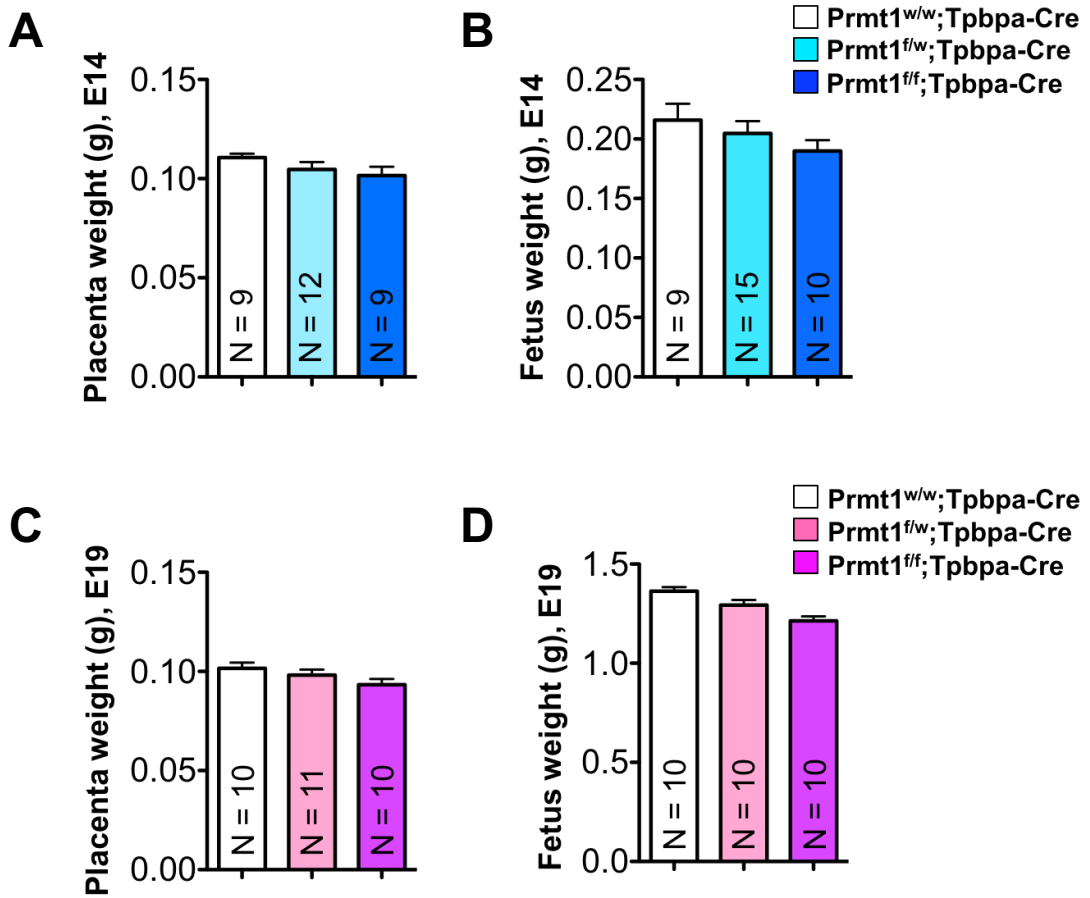 A
Placenta weight (g), E14
0.15
0.10
0.05
0.00
N = 9
N = 12
N = 9
B
Prmt1w/w;Tpbpa-Cre
Prmt1f/w;Tpbpa-Cre
Prmt1f/f;Tpbpa-Cre
Fetus weight (g), E14
0.25
0.20
0.15
0.10
0.05
0.00
N = 9
N = 15
N = 10
C
Placenta weight (g), E19
0.15
0.10
0.05
0.00
N = 10
N = 11
N = 10
D
Prmt1w/w;Tpbpa-Cre
Prmt1f/w;Tpbpa-Cre
Prmt1f/f;Tpbpa-Cre
Fetus weight (g), E19
1.5
1.0
0.5
0.0
N = 10
N = 10
N = 10